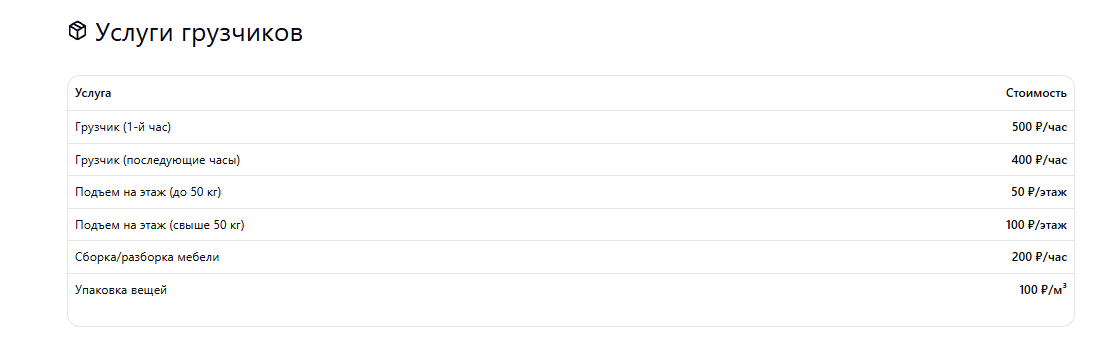 Услуги грузчиков
Услуга Стоимость
Грузчик (1-й час) 500 ₽/час
Грузчик (последующие часы) 400 ₽/час
Подъем на этаж (до 50 кг) 50 ₽/этаж
Подъем на этаж (свыше 50 кг) 100 ₽/этаж
Сборка/разборка мебели 200 ₽/час
Упаковка вещей 100 ₽/м³